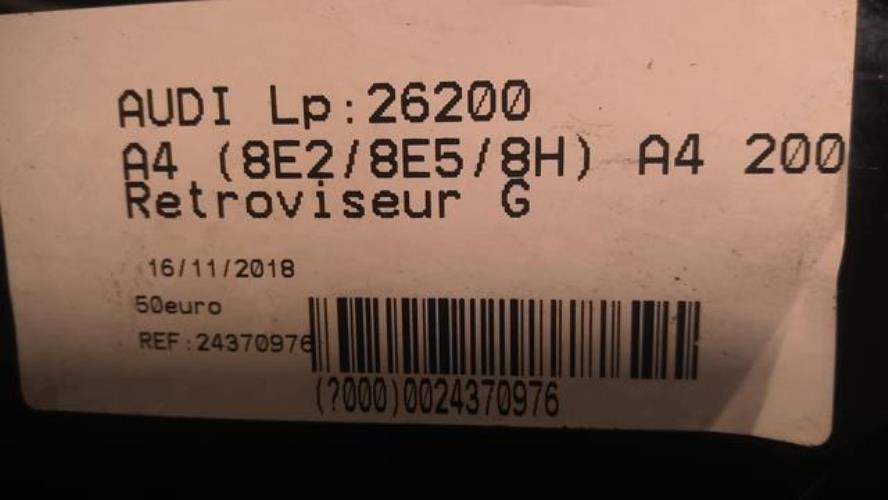 AUDI Lp:26200
A4 (8E2/8E5/8H) A4 200
Retroviseur G
16/11/2018
50euro
REF:24370976
(?000)0024370976